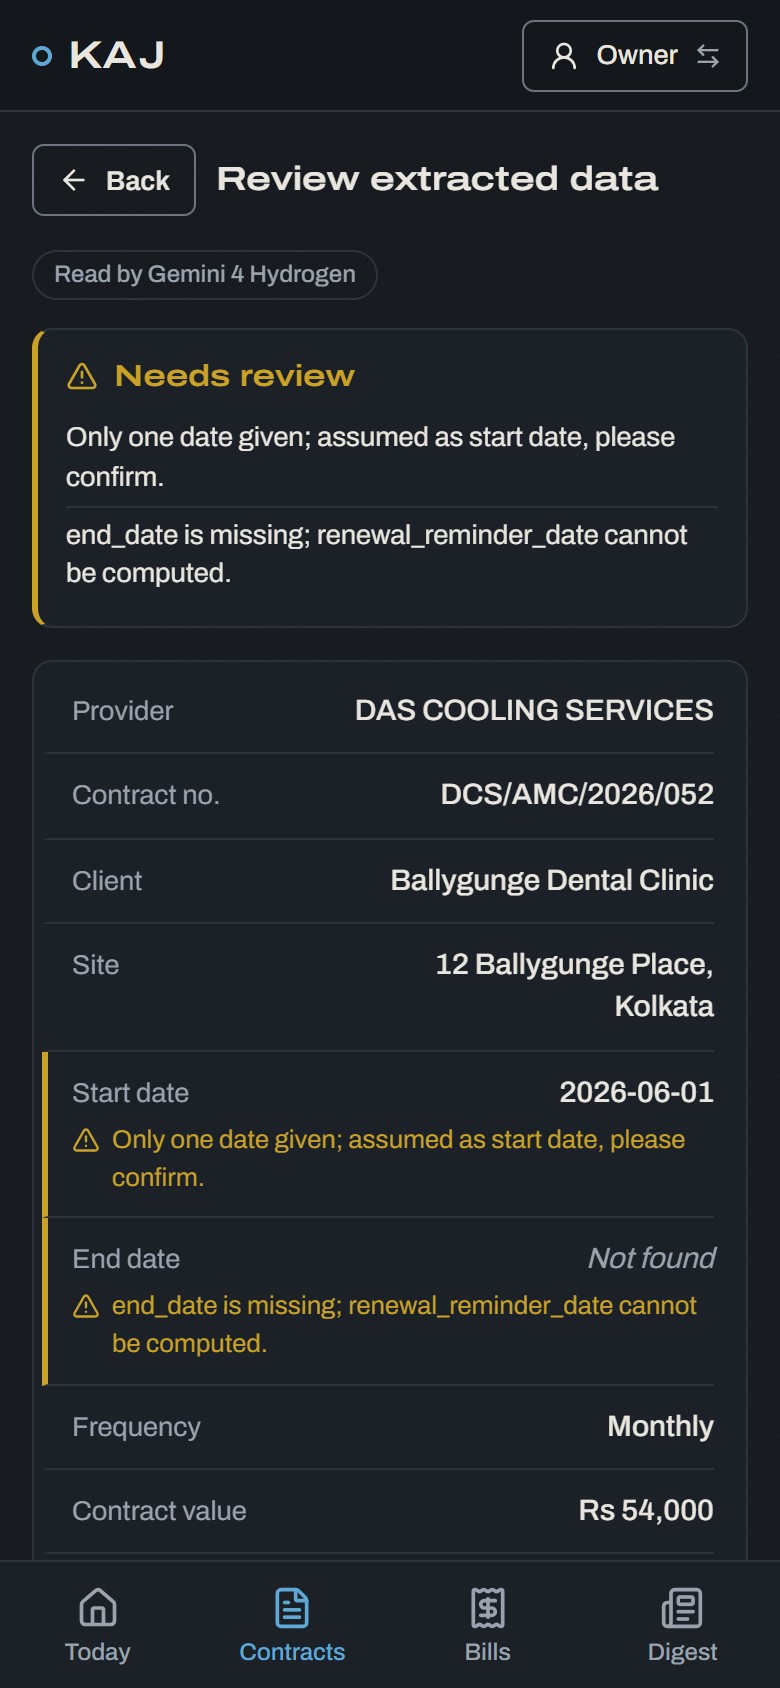 KAJ
Owner
Back
Review extracted data
Read by Gemini 4 Hydrogen
Needs review
Only one date given; assumed as start date, please
confirm.
end_date is missing; renewal_reminder_date cannot
be computed.
Provider
DAS COOLING SERVICES
Contract no.
DCS/AMC/2026/052
Client
Ballygunge Dental Clinic
Site
12 Ballygunge Place,
Kolkata
Start date
2026-06-01
Only one date given; assumed as start date, please
confirm.
End date
Not found
end_date is missing; renewal_reminder_date cannot
be computed.
Frequency
Monthly
Contract value
Rs 54,000
Today
Contracts
Bills
Digest